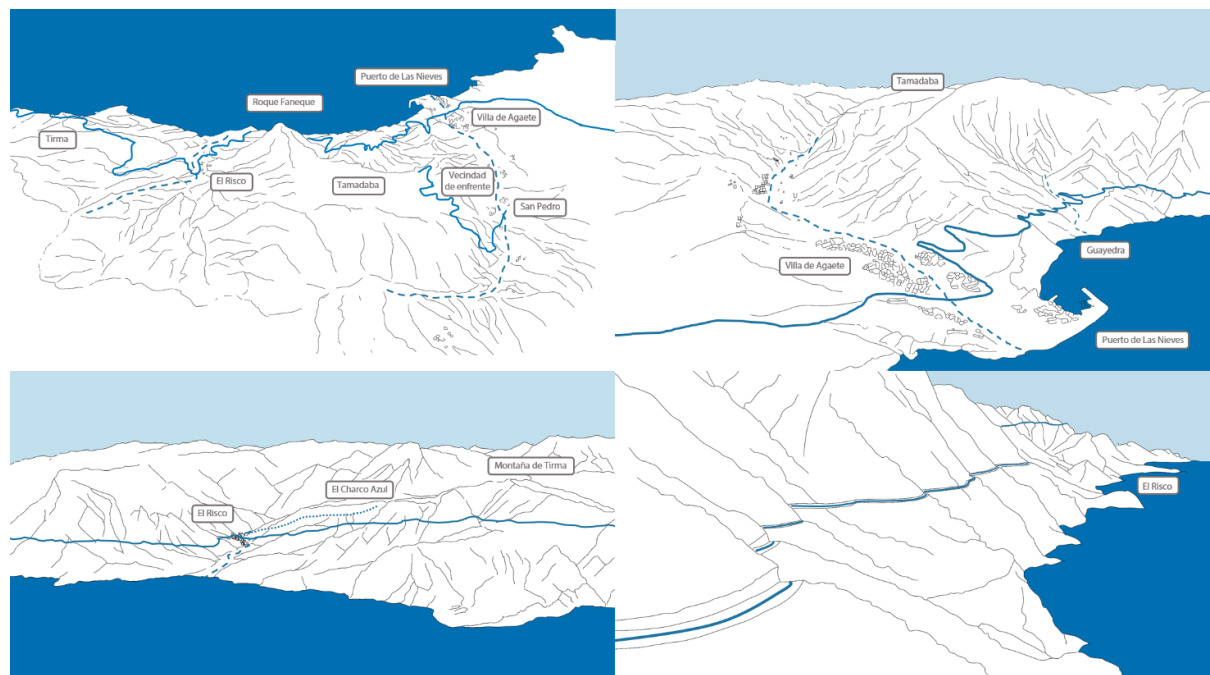 Puerto de Las Nieves
Roque Faneque
Villa de Agaete
Tirma
El Risco
Tamadaba
Vecindad
de enfrente
San Pedro
Tamadaba
Villa de Agaete
Guayedra
Puerto de Las Nieves
Montaña de Tirma
El Charco Azul
El Risco
El Risco